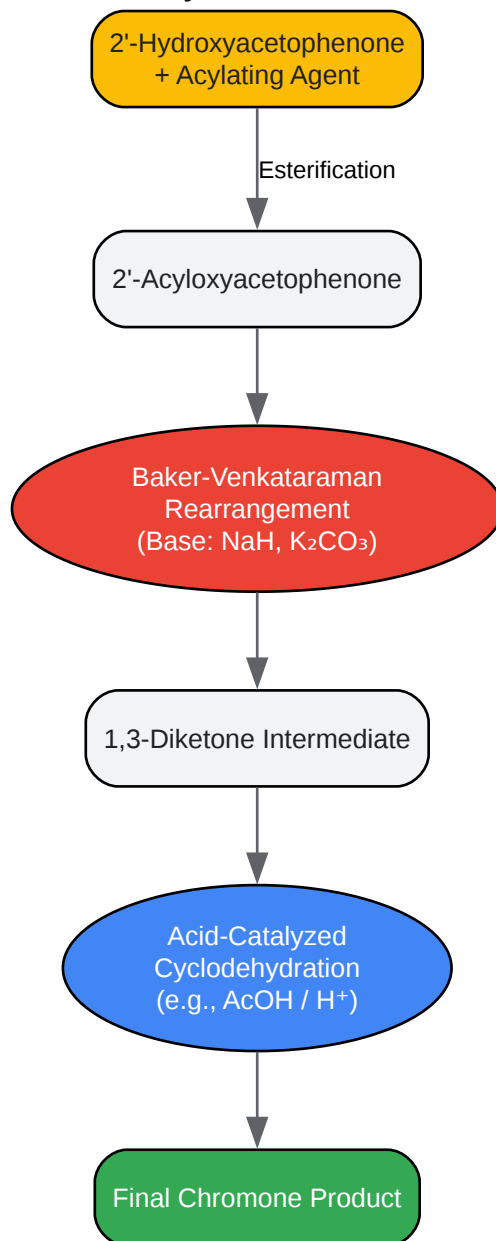 2'-Hydroxyacetophenone
+ Acylating Agent
Esterification
2'-Acyloxyacetophenone
Baker-Venkataraman
Rearrangement
(Base: NaH, K₂CO₃)
1,3-Diketone Intermediate
Acid-Catalyzed
Cyclodehydration
(e.g., AcOH / H⁺)
Final Chromone Product